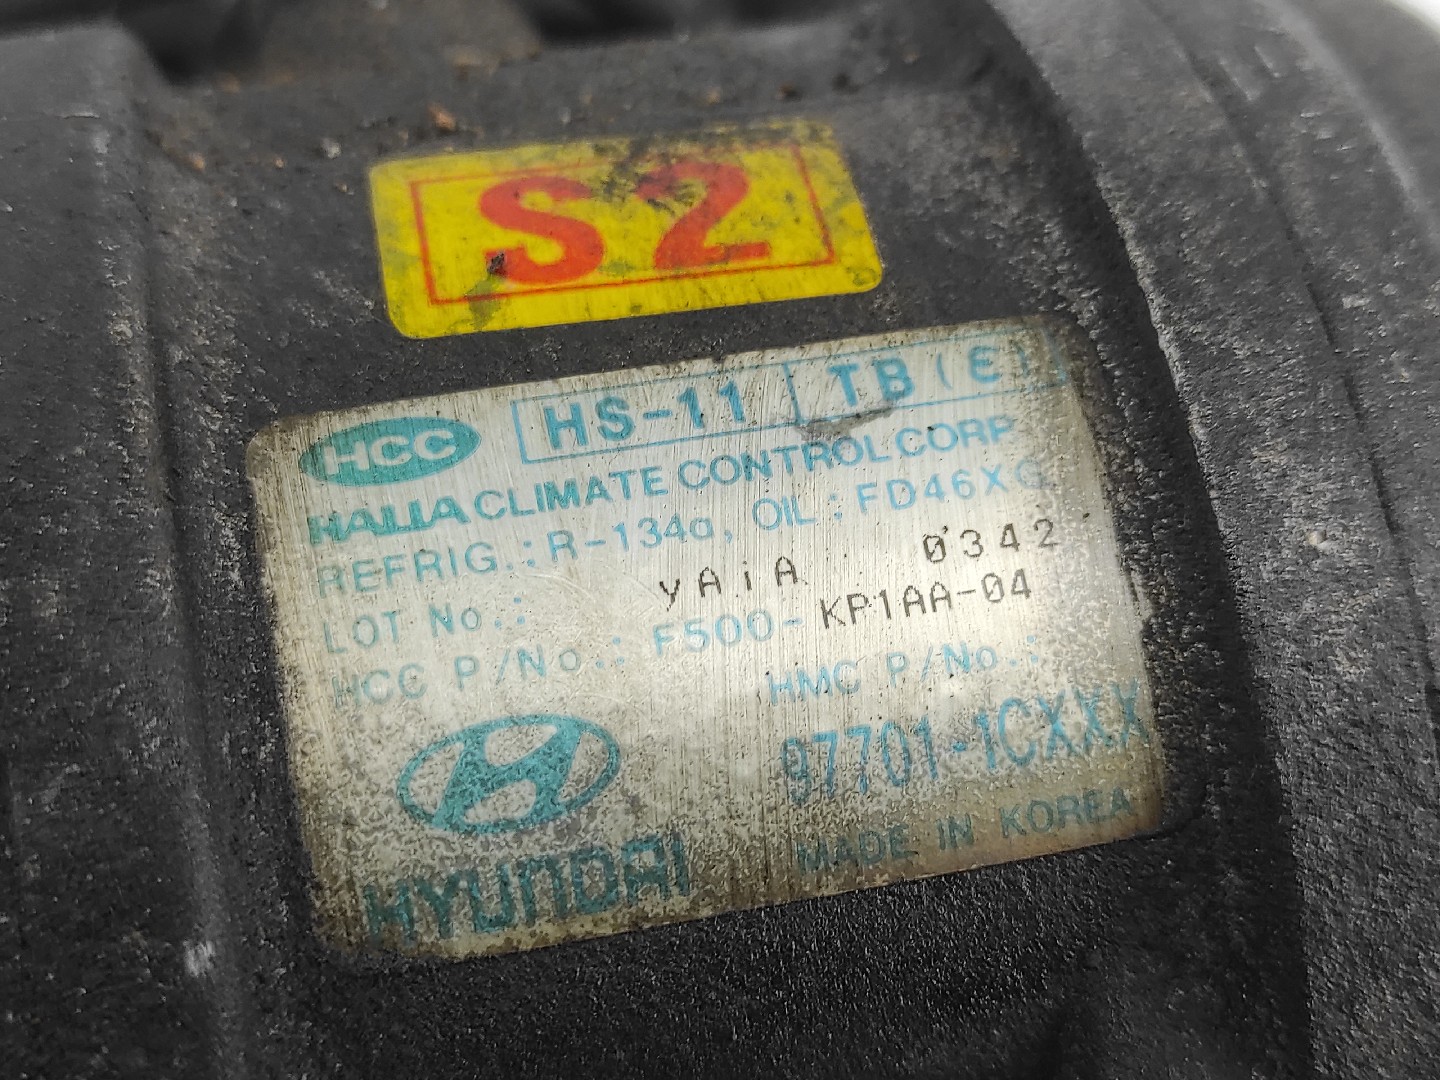 S2
HCC HS-11 TB (E)
HALLA CLIMATE CONTROL CORP
REFRIG.: R-134a, OIL: FD46XG
LOT No.: yAiA 0342
HCC P/No.: F500-KP1AA-04
HMC P/No.:
97701-1CXXX
HYUNDAI
MADE IN KOREA